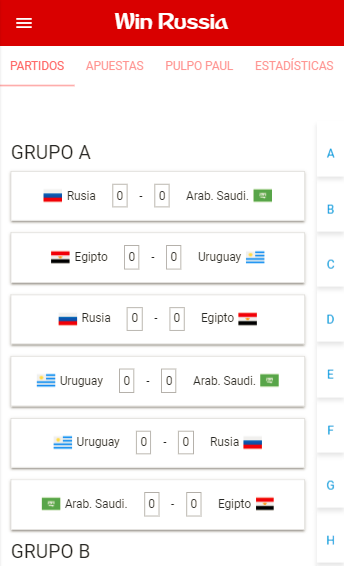 Win Russia
PARTIDOS APUESTAS PULPO PAUL ESTADÍSTICAS
GRUPO A
Rusia 0 - 0 Arab. Saudi.
Egipto 0 - 0 Uruguay
Rusia 0 - 0 Egipto
Uruguay 0 - 0 Arab. Saudi.
Uruguay 0 - 0 Rusia
Arab. Saudi. 0 - 0 Egipto
GRUPO B
A
B
C
D
E
F
G
H